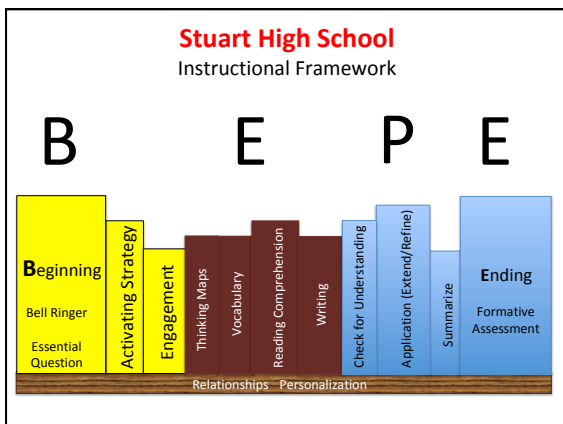 Stuart High School
Instructional Framework
B E P E
Beginning
Bell Ringer
Essential
Question
Activating Strategy
Engagement
Thinking Maps
Vocabulary
Reading Comprehension
Writing
Check for Understanding
Application (Extend/Refine)
Summarize
Ending
Formative
Assessment
Relationships Personalization